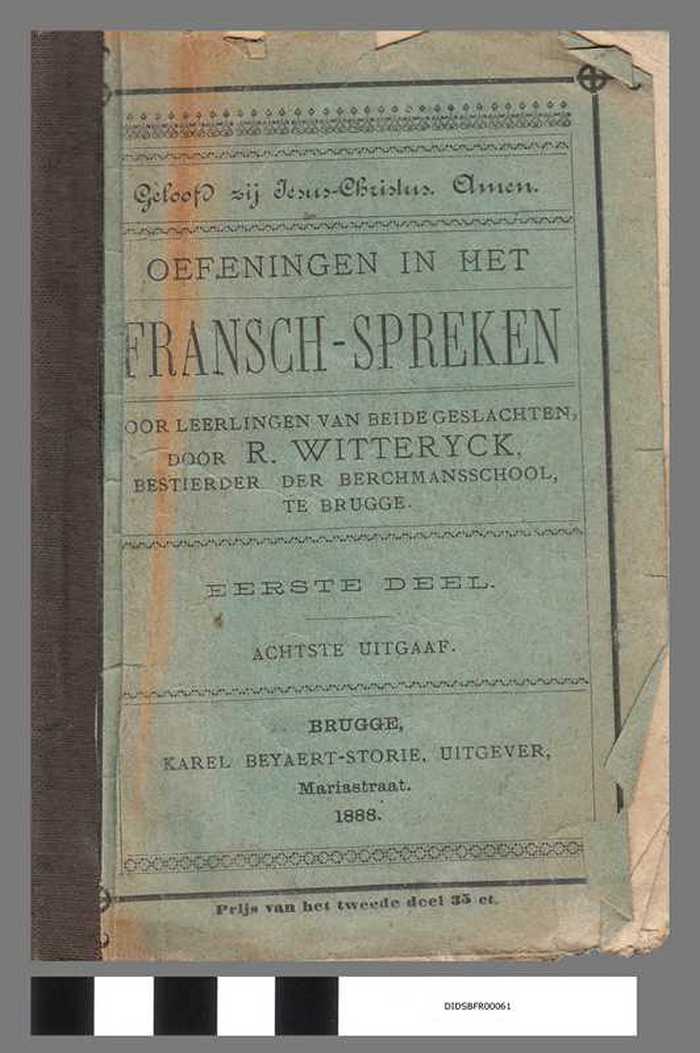 Geloofd zij Jesus-Christus. Amen.
OEFENINGEN IN HET
FRANSCH-SPREKEN
OOR LEERLINGEN VAN BEIDE GESLACHTEN,
DOOR R. WITTERYCK,
BESTIERDER DER BERCHMANSSCHOOL,
TE BRUGGE.
EERSTE DEEL.
ACHTSTE UITGAAF.
BRUGGE,
KAREL BEYAERT-STORIE, UITGEVER,
Mariastraat.
1888.
Prijs van het tweede deel 35 ct.
DIDSBFR00061